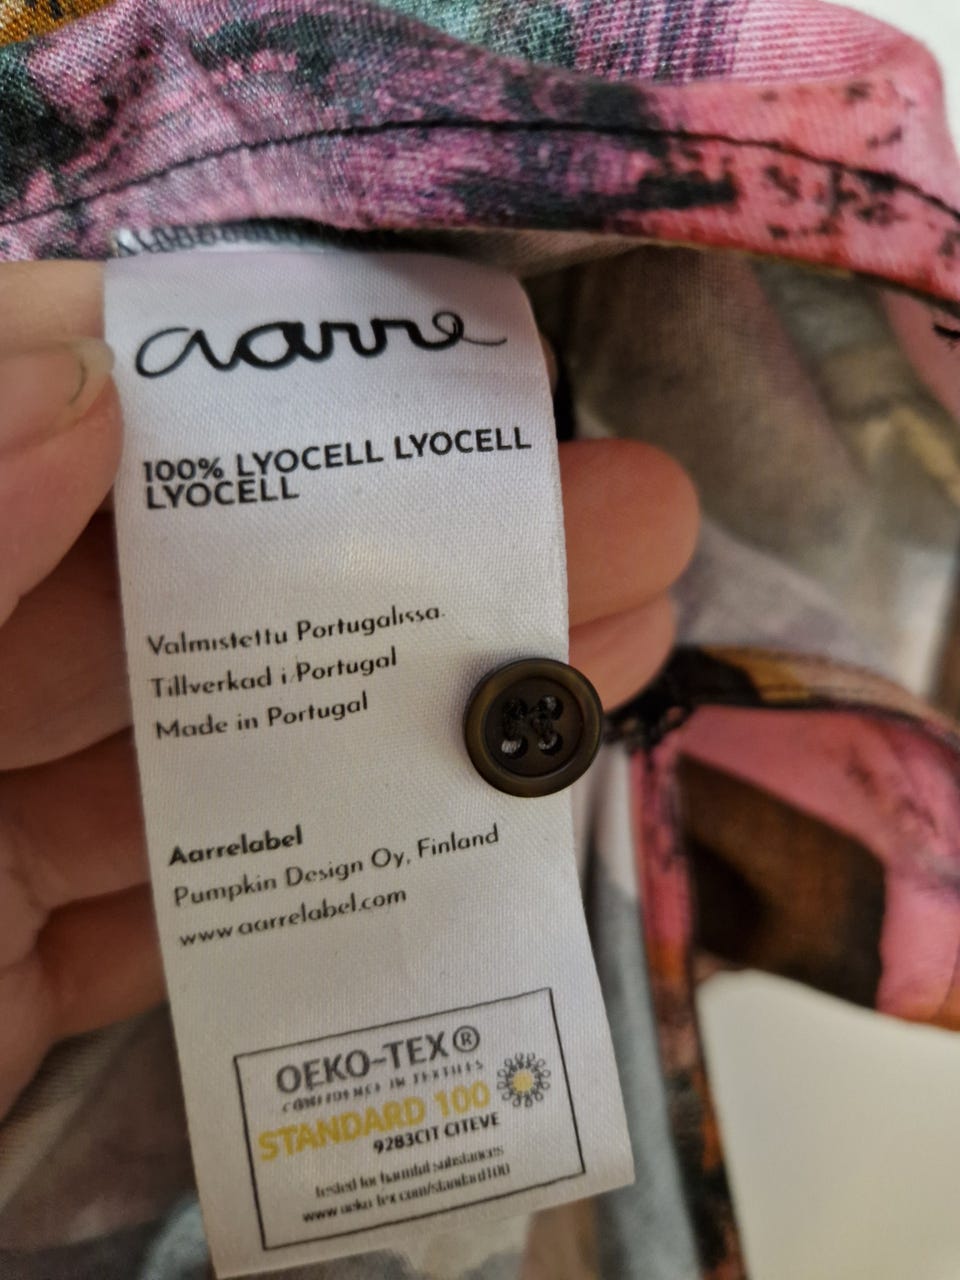 aarre
100% LYOCELL LYOCELL
LYOCELL
Valmistettu Portugalissa.
Tillverkad i Portugal
Made in Portugal
Aarrelabel
Pumpkin Design Oy, Finland
www.aarrelabel.com
OEKO-TEX®
CONFIDENCE IN TEXTILES
STANDARD 100
9283CIT CITEVE
tested for harmful substances
www.oeko-tex.com/standard100